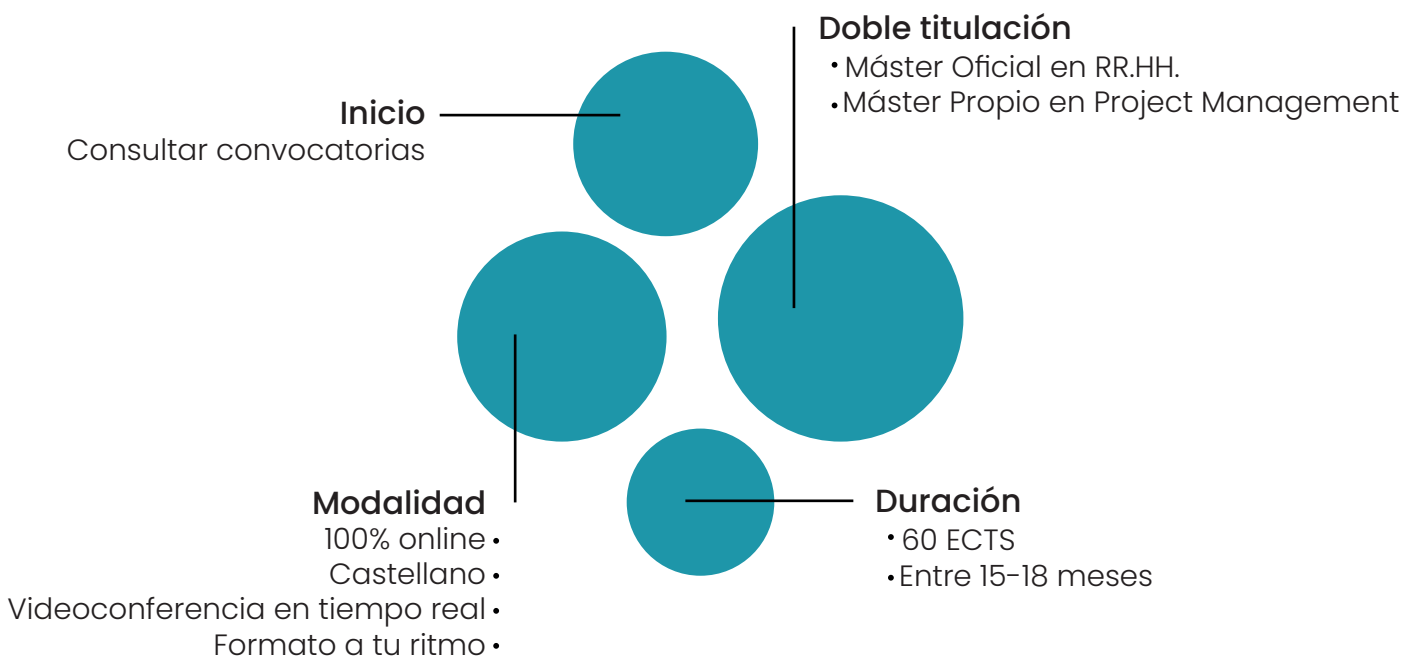 Doble titulación
• Máster Oficial en RR.HH.
• Máster Propio en Project Management
Inicio
Consultar convocatorias
Modalidad
100% online •
Castellano •
Videoconferencia en tiempo real •
Formato a tu ritmo •
Duración
• 60 ECTS
• Entre 15-18 meses